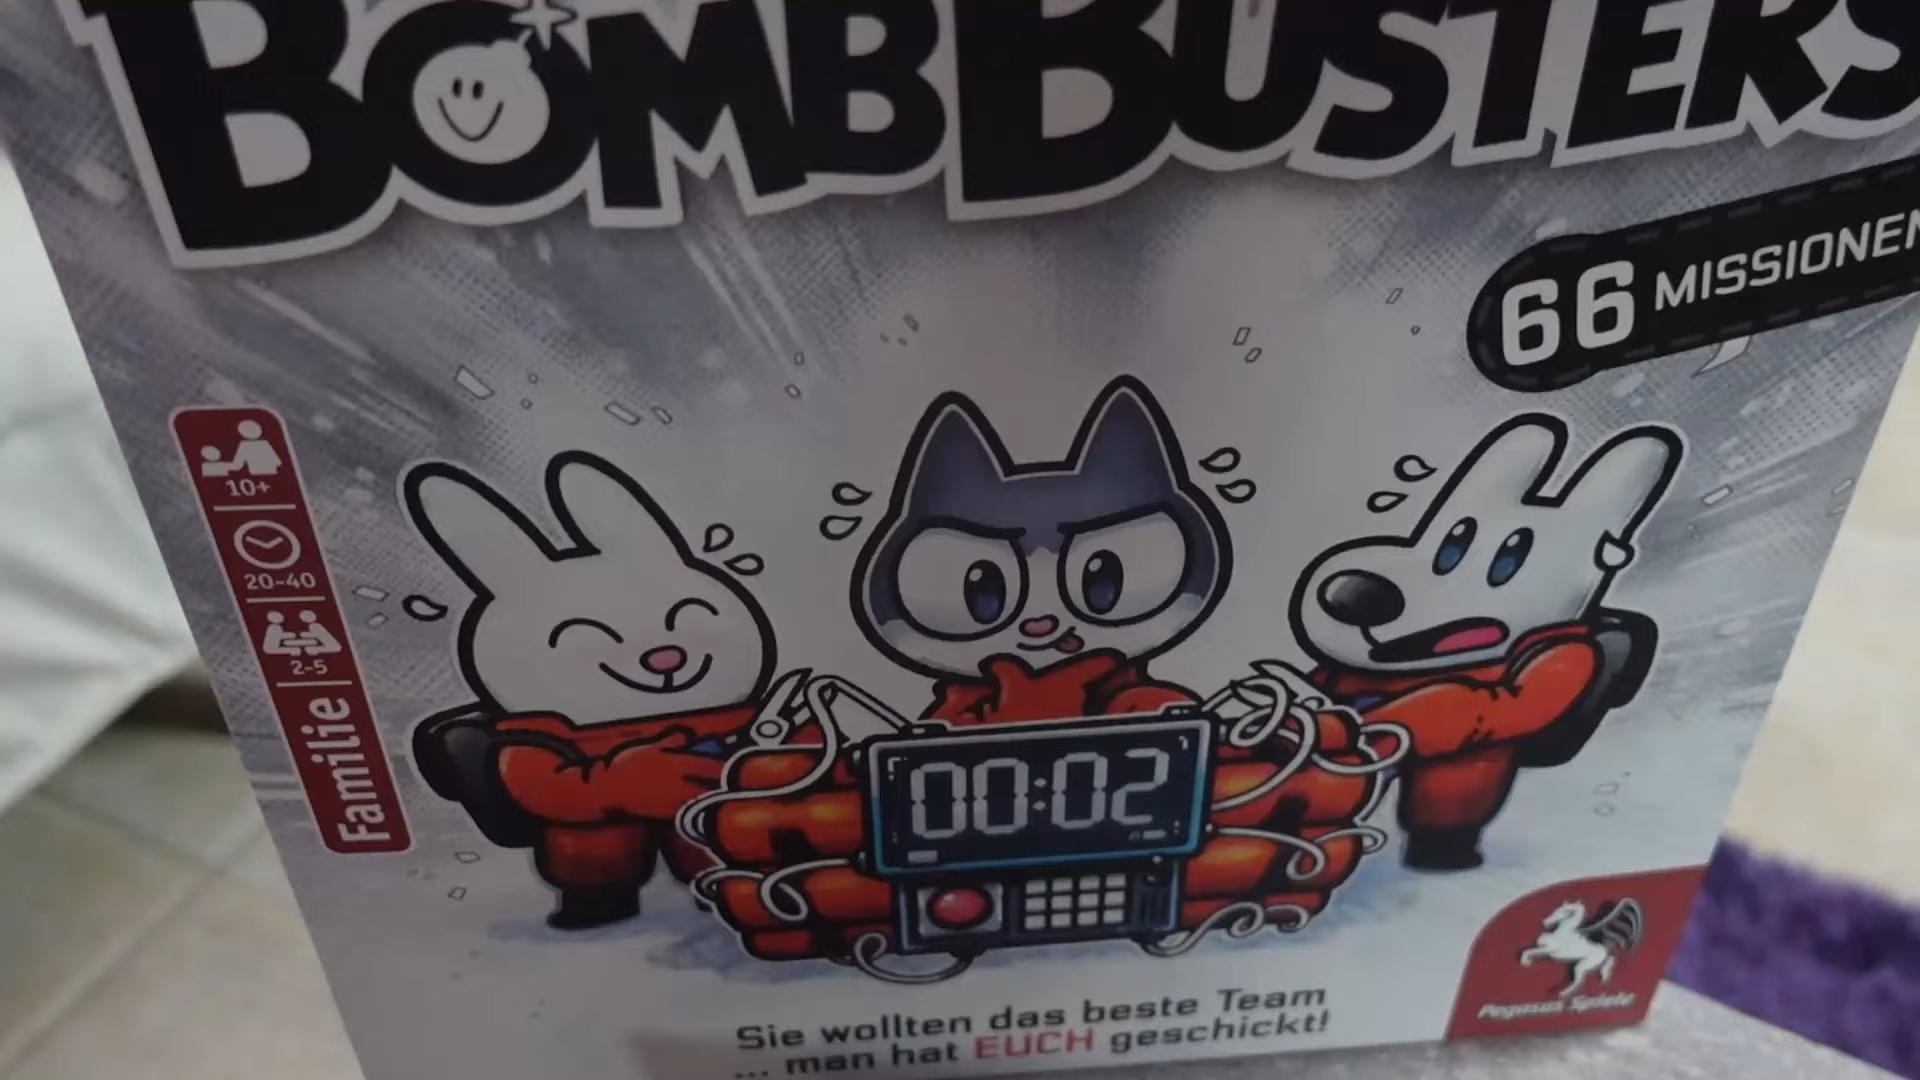 BOMBBUSTERS
66 MISSIONEN
10+
20-40
2-5
Familie
00:02
Sie wollten das beste Team
... man hat EUCH geschickt!
Pegasus Spiele